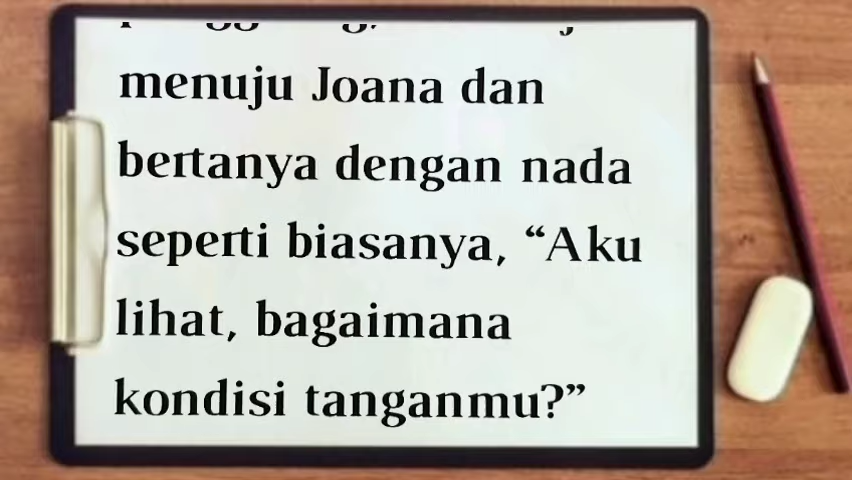 menuju Joana dan
bertanya dengan nada
seperti biasanya, “Aku
lihat, bagaimana
kondisi tanganmu?”